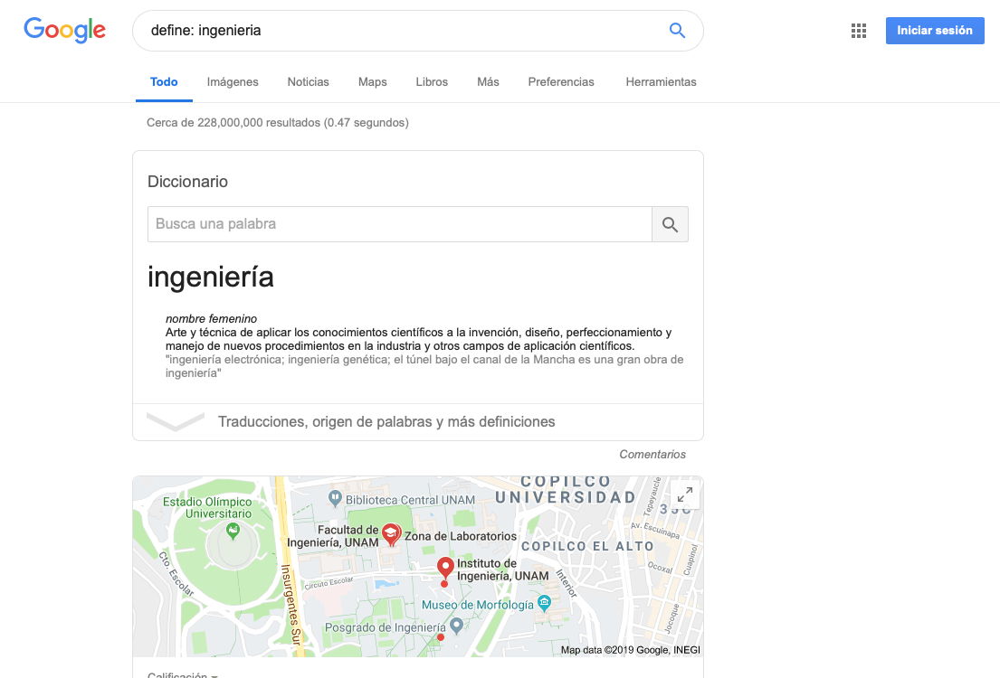 Google
define: ingenieria
Iniciar sesión
Todo
Imágenes
Noticias
Maps
Libros
Más
Preferencias
Herramientas
Cerca de 228,000,000 resultados (0.47 segundos)
Diccionario
Busca una palabra
ingeniería
nombre femenino
Arte y técnica de aplicar los conocimientos científicos a la invención, diseño, perfeccionamiento y
manejo de nuevos procedimientos en la industria y otros campos de aplicación científicos.
"ingeniería electrónica; ingeniería genética; el túnel bajo el canal de la Mancha es una gran obra de
ingeniería"
Traducciones, origen de palabras y más definiciones
Comentarios
COPILCO
UNIVERSIDAD
Estadio Olímpico
Universitario
Biblioteca Central UNAM
Tepeyaucle
Facultad de
Ingeniería, UNAM
Zona de Laboratorios
Av. Escuinapa
COPILCO EL ALTO
Cto. Escolar
Instituto de
Ingenieria, UNAM
Ocoxal
Cuapinol
Insurgentes Sur
Circuito Escolar
Interior
Museo de Morfología
Posgrado de Ingeniería
Jocoque
Map data ©2019 Google, INEGI
Calificación